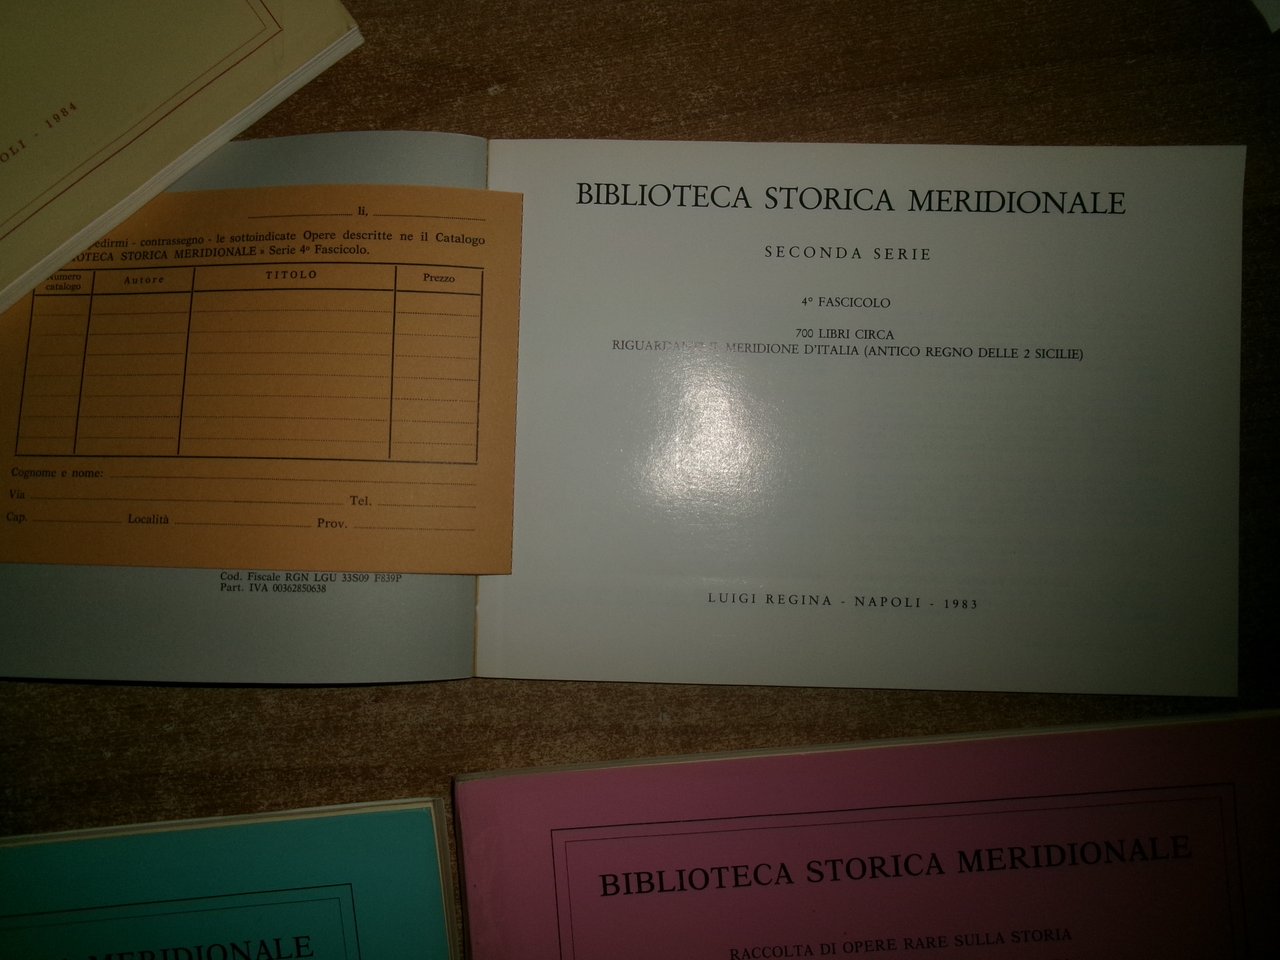 OLI - 1984
li,
pedirmi - contrassegno - le sottoindicate Opere descritte ne il Catalogo
OTECA STORICA MERIDIONALE» Serie 4º Fascicolo.
Numero catalogo Autore TITOLO Prezzo
Cognome e nome:
Via Tel.
Cap. Località Prov.
Cod. Fiscale RGN LGU 33S09 F839P
Part. IVA 00362850638
BIBLIOTECA STORICA MERIDIONALE
SECONDA SERIE
4º FASCICOLO
700 LIBRI CIRCA
MERIDIONE D'ITALIA (ANTICO REGNO DELLE 2 SICILIE)
LUIGI REGINA - NAPOLI - 1983
MERIDIONALE
BIBLIOTECA STORICA MERIDIONALE
RACCOLTA DI OPERE RARE SULLA STORIA